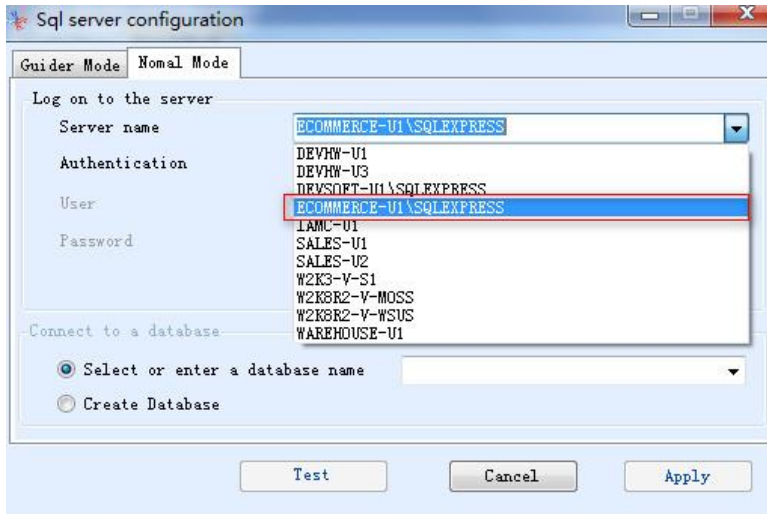 Sql server configuration
Guider Mode
Nomal Mode
Log on to the server
Server name
ECOMMERCE-U1\SQLEXPRESS
Authentication
DEVHW-U1
DEVHW-U3
DEVSOFT-U1\SQLEXPRESS
ECOMMERCE-U1\SQLEXPRESS
IAMC-U1
SALES-U1
SALES-U2
W2K3-V-S1
W2K8R2-V-MOSS
W2K8R2-V-WSUS
WAREHOUSE-U1
User
Password
Connect to a database
Select or enter a database name
Create Database
Test
Cancel
Apply